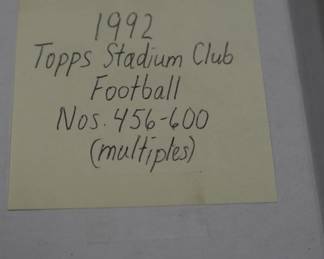 1992
Topps Stadium Club
Football
Nos. 456-600
(multiples)